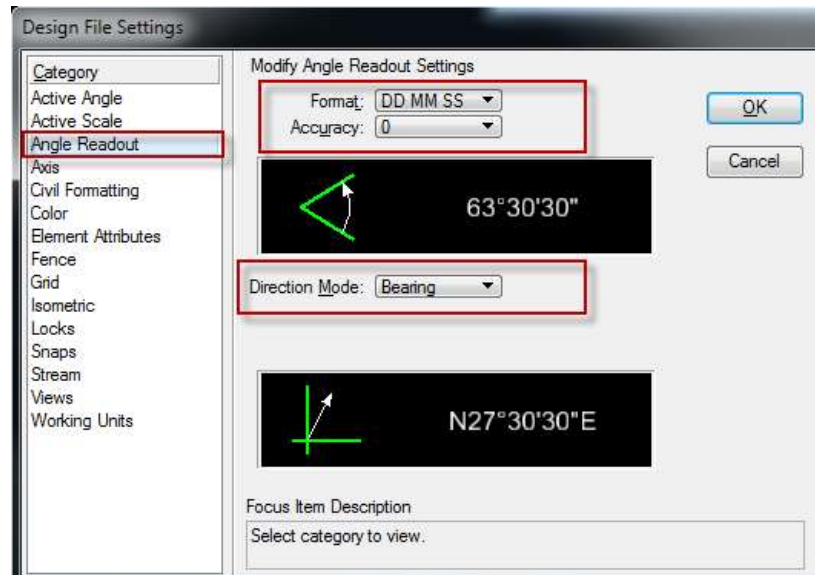 Design File Settings
Category
Active Angle
Active Scale
Angle Readout
Axis
Civil Formatting
Color
Element Attributes
Fence
Grid
Isometric
Locks
Snaps
Stream
Views
Working Units
Modify Angle Readout Settings
Format: DD MM SS
Accuracy: 0
63°30'30"
Direction Mode: Bearing
N27°30'30"E
Focus Item Description
Select category to view.
OK
Cancel